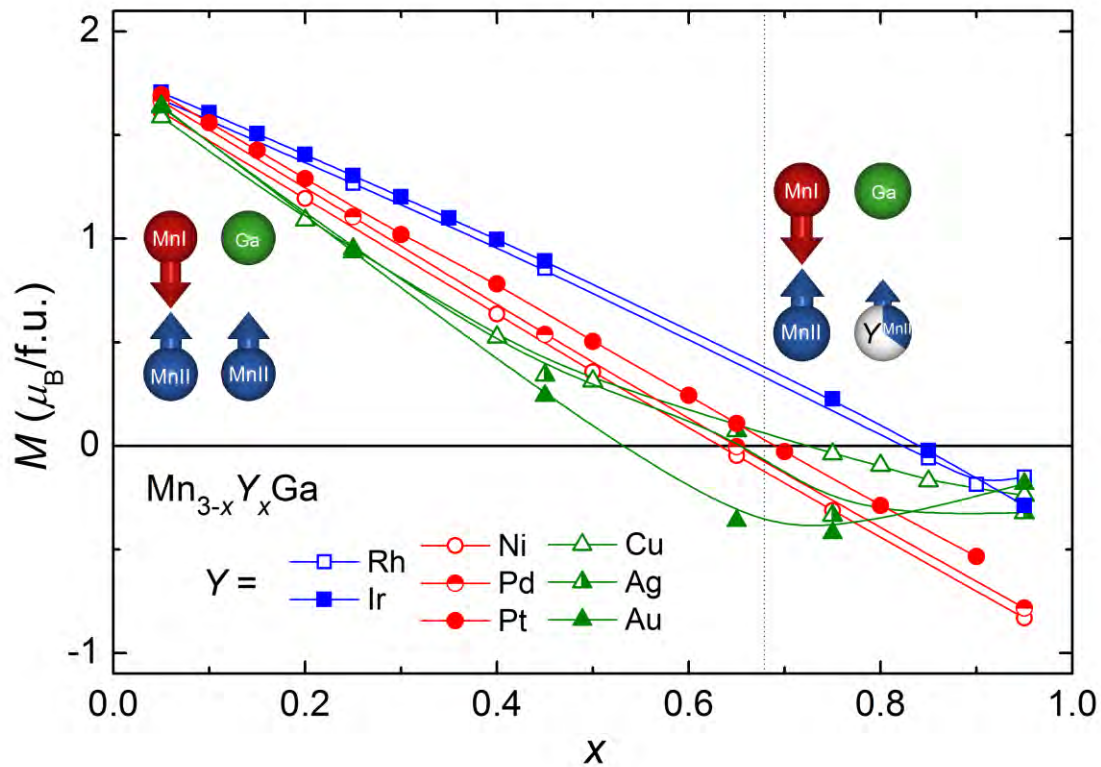 2
1
0
-1
M (μB/f.u.)
MnI
Ga
MnII
MnII
MnI
Ga
MnII
Y
MnII
Mn3-xYxGa
Y =
Rh
Ir
Ni
Pd
Pt
Cu
Ag
Au
0.0
0.2
0.4
0.6
0.8
1.0
x